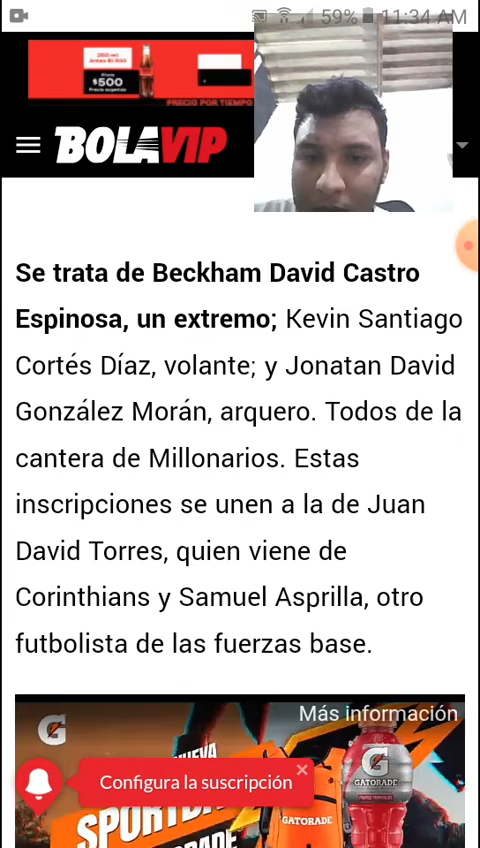 59% 11:34 AM
$500
PRECIO POR TIEMPO
BOLAVIP
Se trata de Beckham David Castro
Espinosa, un extremo; Kevin Santiago
Cortés Díaz, volante; y Jonatan David
González Morán, arquero. Todos de la
cantera de Millonarios. Estas
inscripciones se unen a la de Juan
David Torres, quien viene de
Corinthians y Samuel Asprilla, otro
futbolista de las fuerzas base.
Más información
G
G
GATORADE
Configura la suscripción
GATORADE